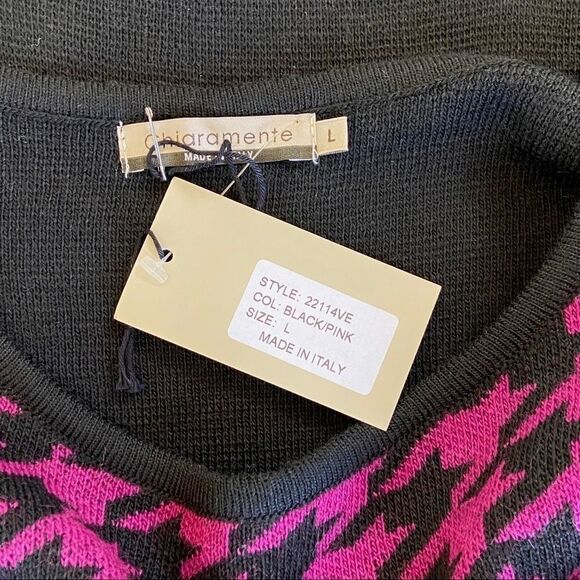 Chiaramente
L
MADE
STYLE: 22114VE
COL: BLACK/PINK
SIZE: L
MADE IN ITALY